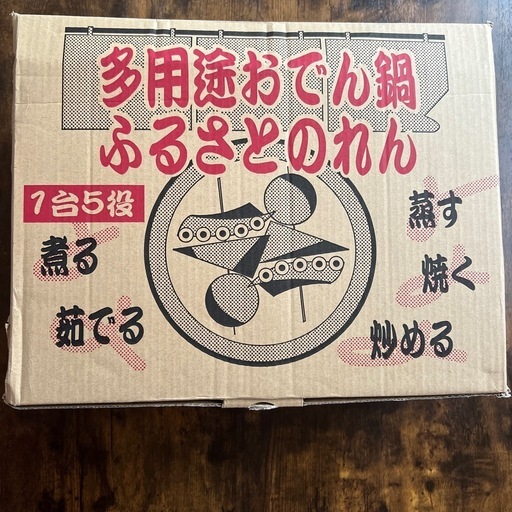 多用途おでん鍋
ふるさとのれん
1台5役
煮る
茹でる
蒸す
焼く
炒める